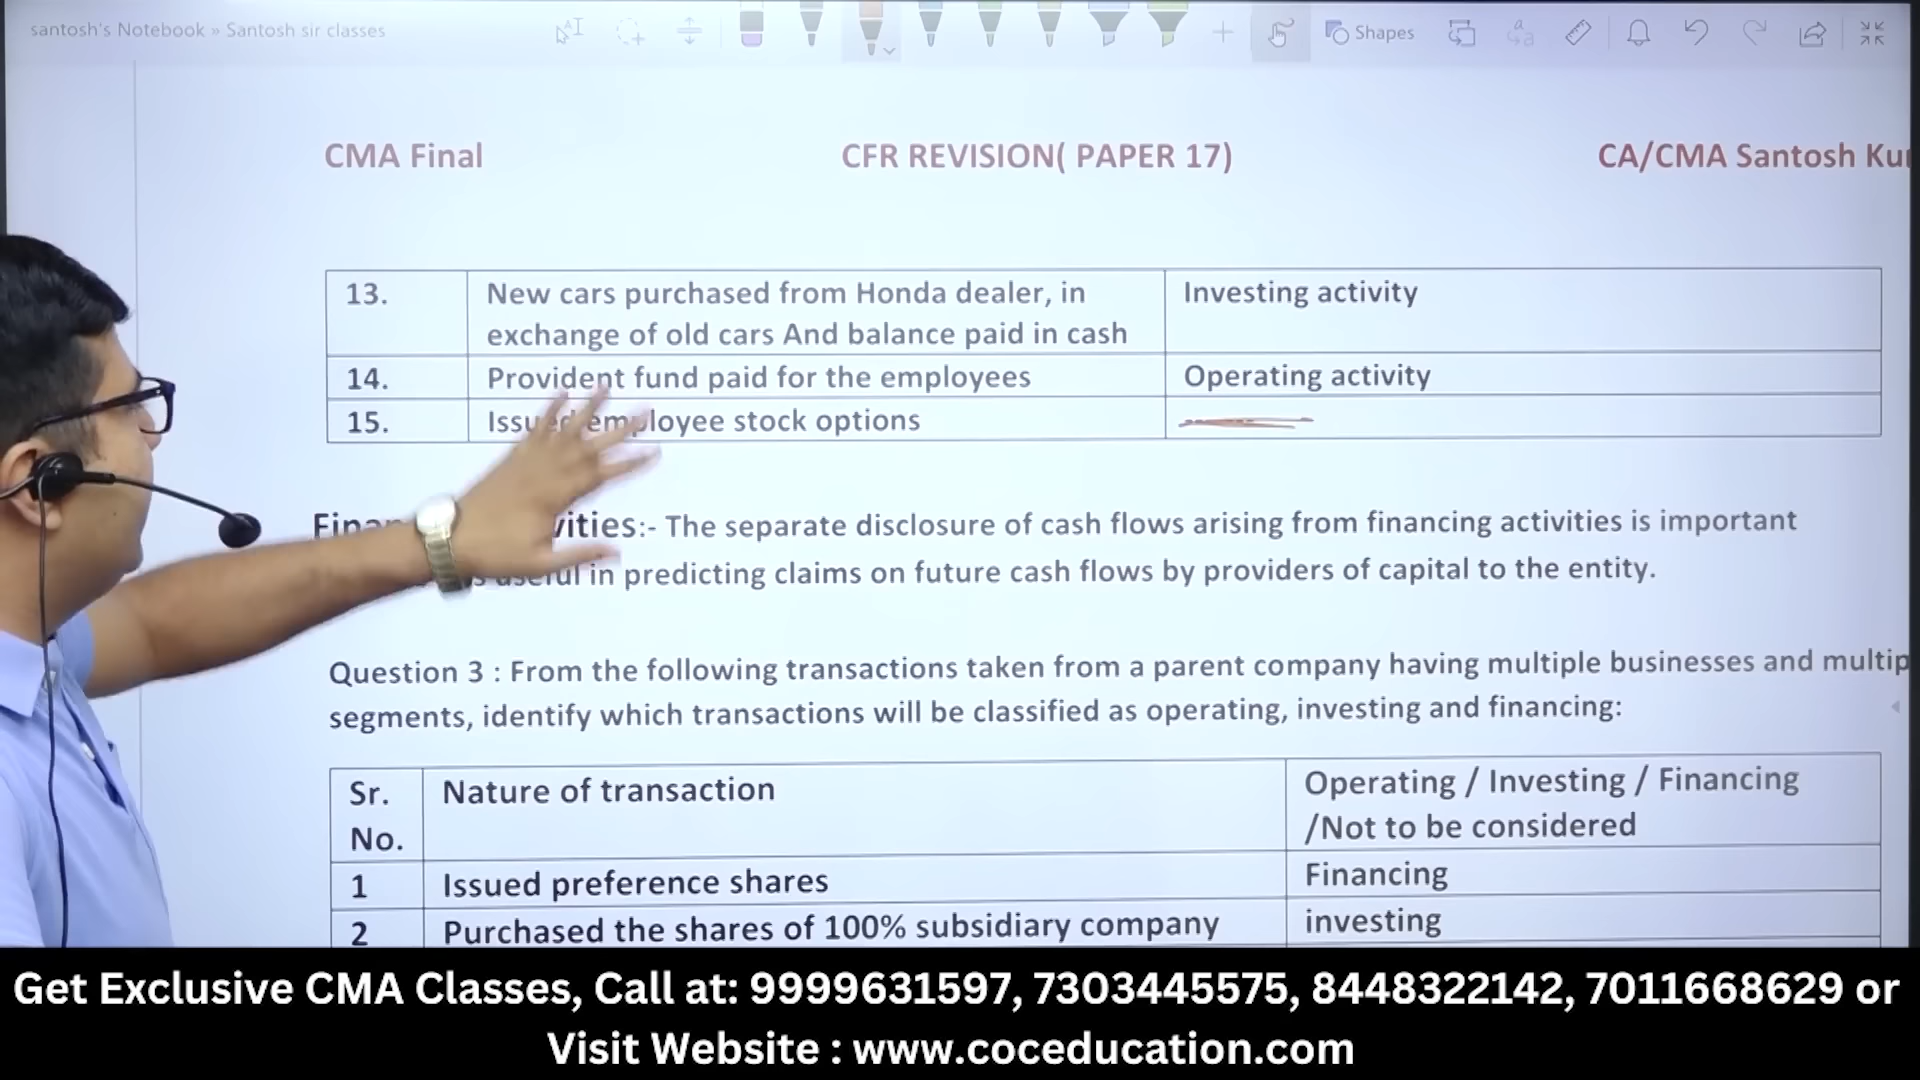 santosh's Notebook » Santosh sir classes
Shapes
CMA Final CFR REVISION( PAPER 17) CA/CMA Santosh
13. New cars purchased from Honda dealer, in Investing activity
exchange of old cars And balance paid in cash
14. Provident fund paid for the employees Operating activity
15. Issued employee stock options
:- The separate disclosure of cash flows arising from financing activities is important
useful in predicting claims on future cash flows by providers of capital to the entity.
Question 3 : From the following transactions taken from a parent company having multiple businesses and
segments, identify which transactions will be classified as operating, investing and financing:
Sr. Nature of transaction Operating / Investing / Financing
No. /Not to be considered
1 Issued preference shares Financing
2 Purchased the shares of 100% subsidiary company investing
Get Exclusive CMA Classes, Call at: 9999631597, 7303445575, 8448322142, 7011668629 or
Visit Website : www.coceducation.com